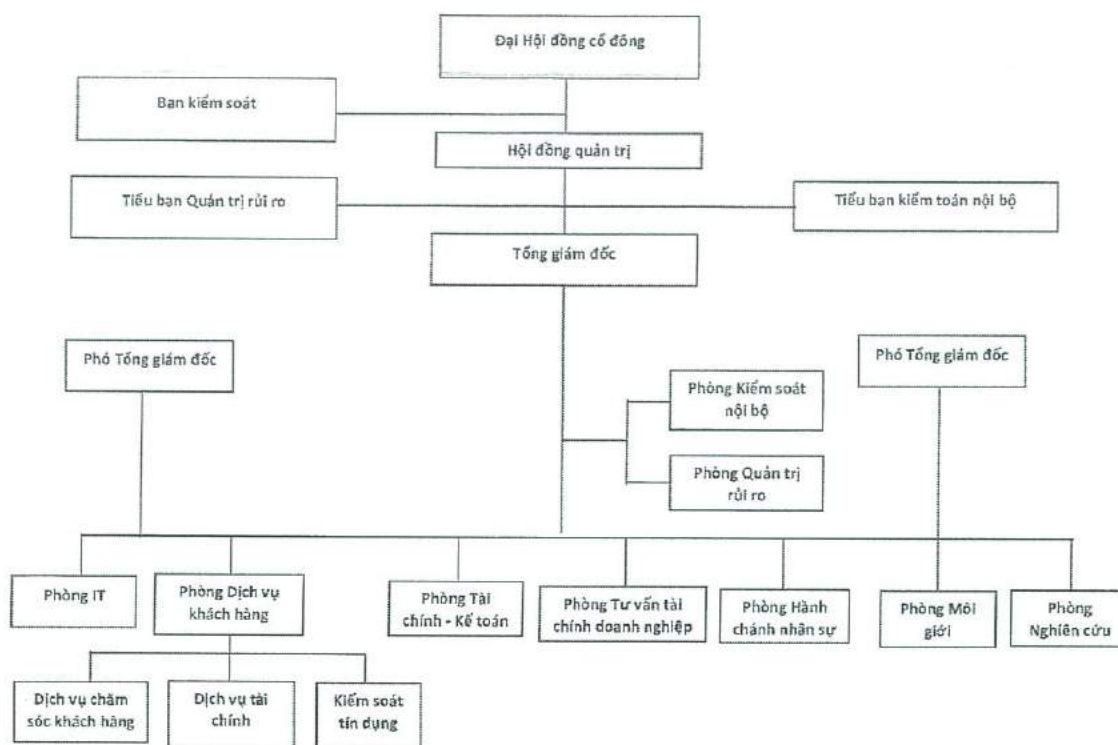 Đại Hội đồng cổ đông
Ban kiểm soát
Hội đồng quản trị
Tiểu ban Quản trị rủi ro
Tiểu ban kiểm toán nội bộ
Tổng giám đốc
Phó Tổng giám đốc
Phó Tổng giám đốc
Phòng Kiểm soát
nội bộ
Phòng Quản trị
rủi ro
Phòng IT
Phòng Dịch vụ
khách hàng
Phòng Tài
chính - Kế toán
Phòng Tư vấn tài
chính doanh nghiệp
Phòng Hành
chánh nhân sự
Phòng Môi
giới
Phòng
Nghiên cứu
Dịch vụ chăm
sóc khách hàng
Dịch vụ tài
chính
Kiểm soát
tín dụng